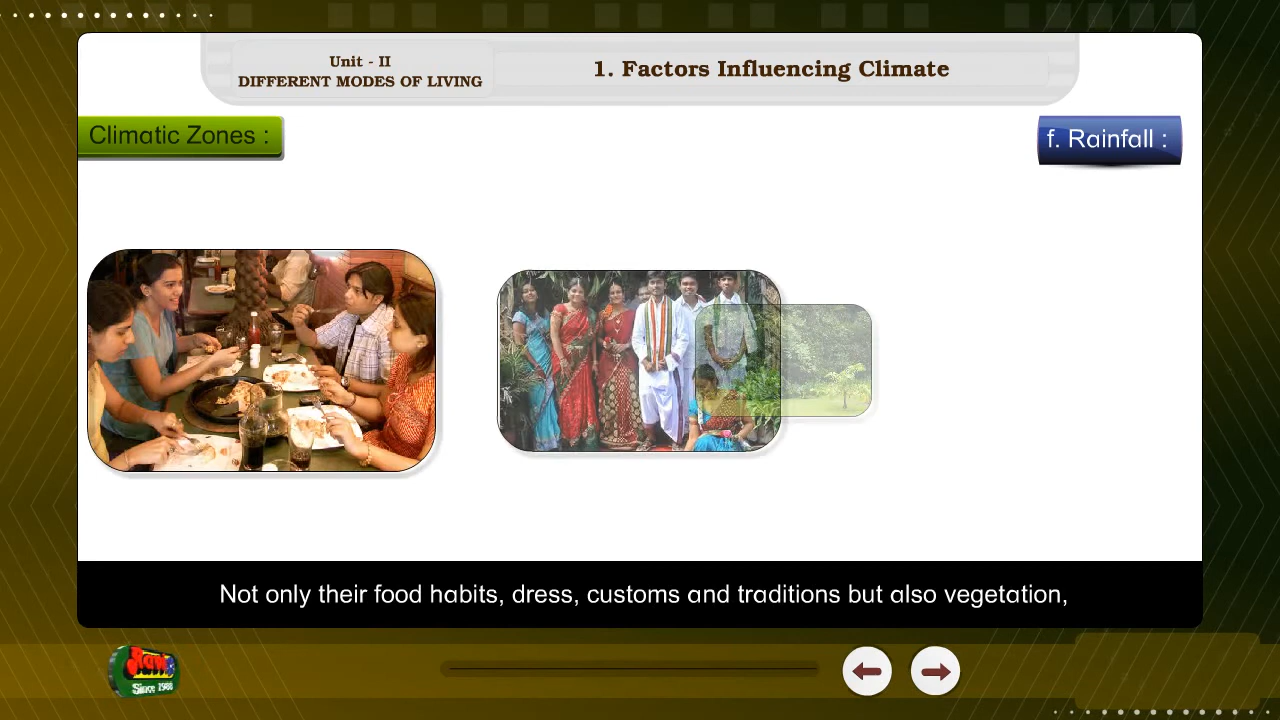 Unit - II
DIFFERENT MODES OF LIVING
1. Factors Influencing Climate
Climatic Zones :
f. Rainfall :
Not only their food habits, dress, customs and traditions but also vegetation,
Since 1988